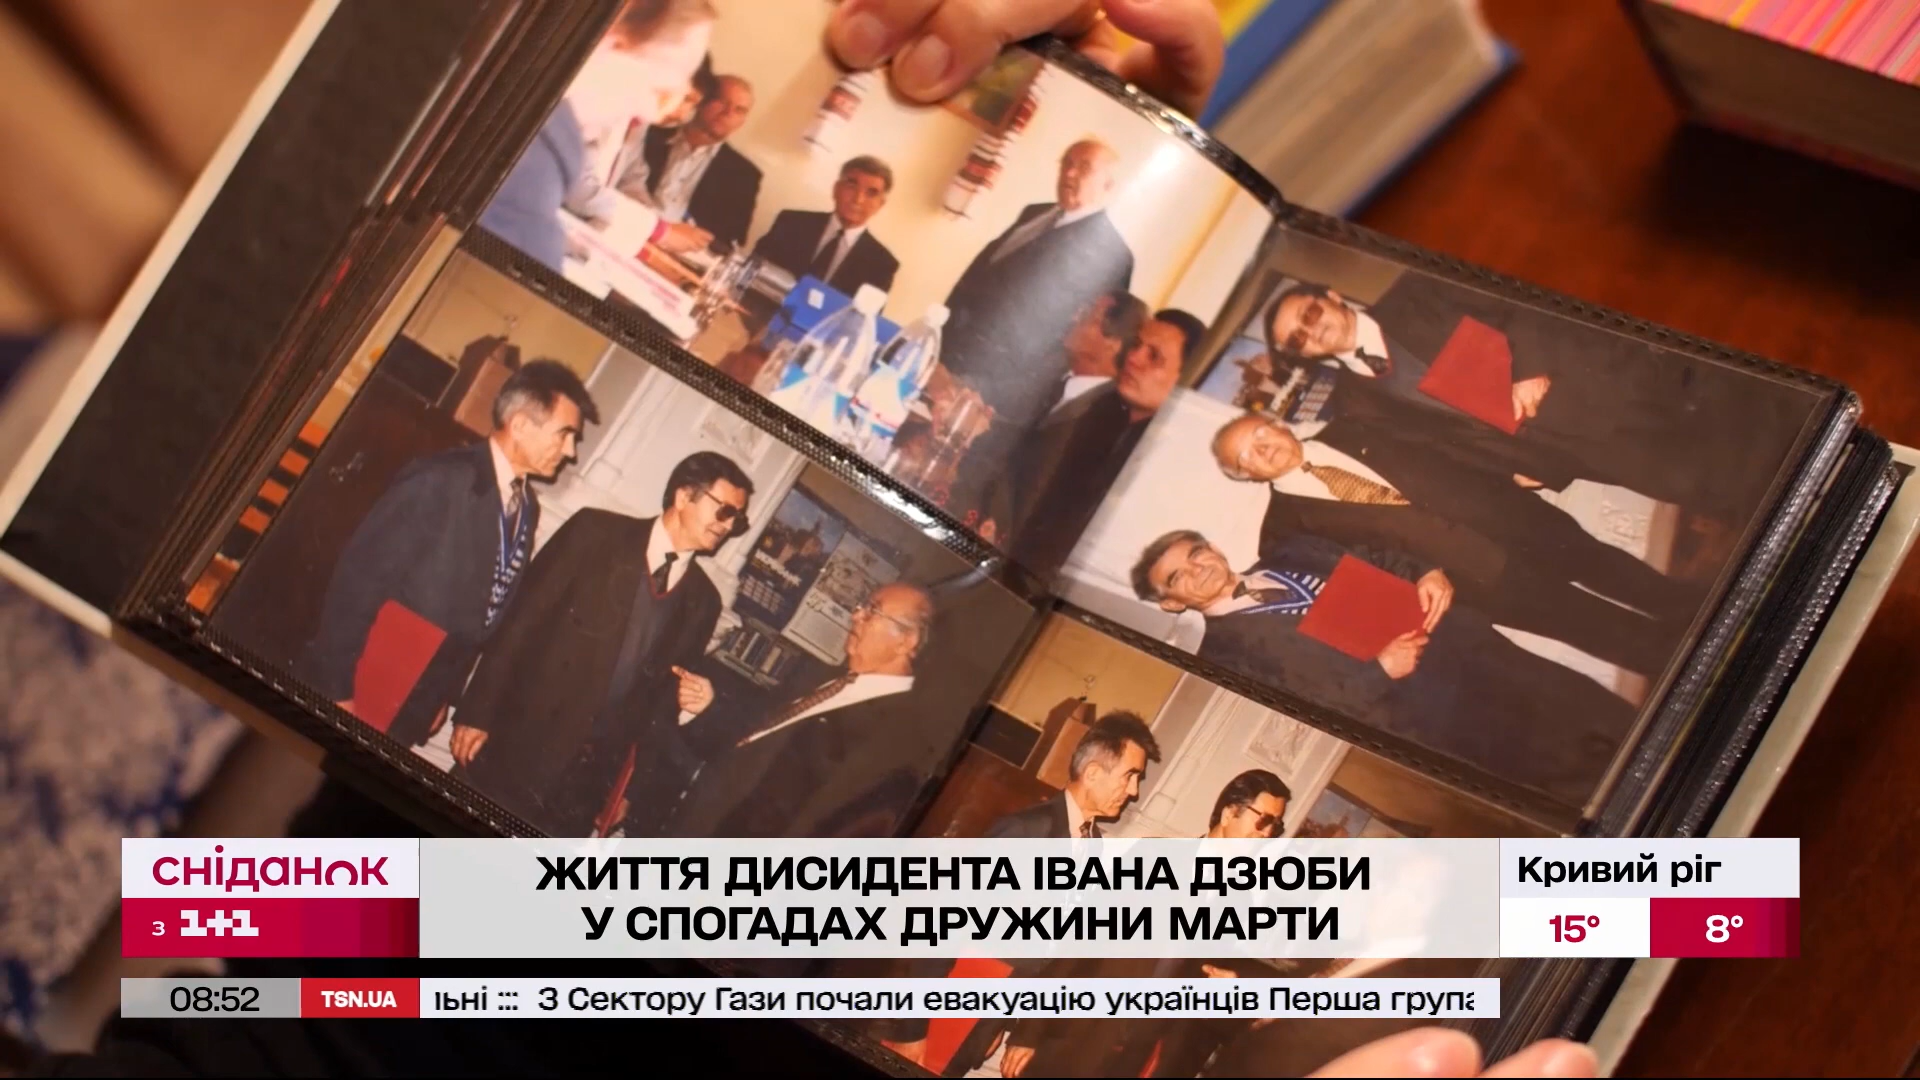 СНІДАНОК
З 1+1
ЖИТТЯ ДИСИДЕНТА ІВАНА ДЗЮБИ
У СПОГАДАХ ДРУЖИНИ МАРТИ
Кривий ріг
15° 8°
08:52 TSN.UA льні ::: З Сектору Гази почали евакуацію українців Перша група